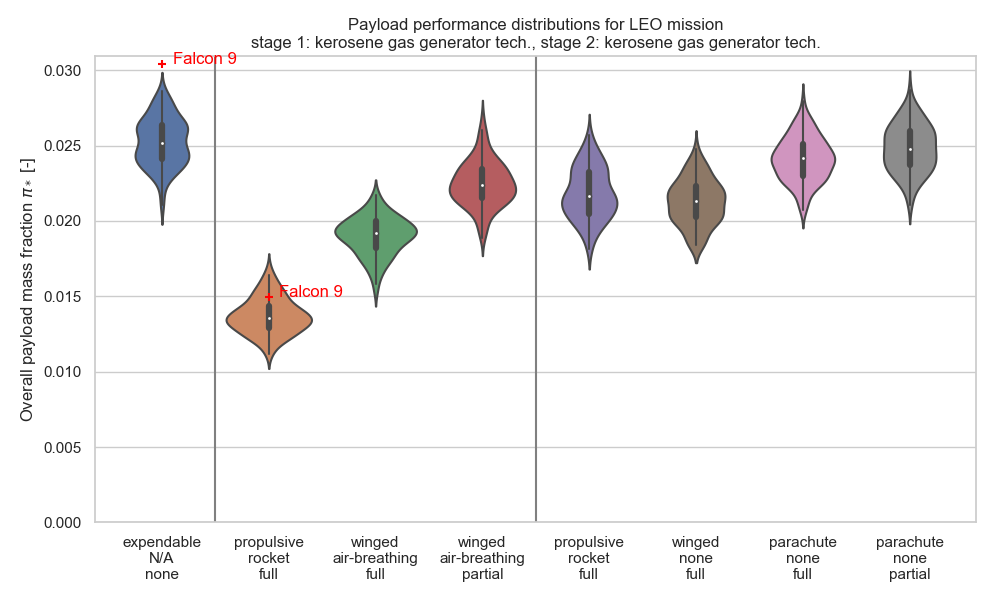 Payload performance distributions for LEO mission
stage 1: kerosene gas generator tech., stage 2: kerosene gas generator tech.
Overall payload mass fraction π* [-]
0.030
0.025
0.020
0.015
0.010
0.005
0.000
Falcon 9
Falcon 9
expendable
N/A
none
propulsive
rocket
full
winged
air-breathing
full
winged
air-breathing
partial
propulsive
rocket
full
winged
none
full
parachute
none
full
parachute
none
partial